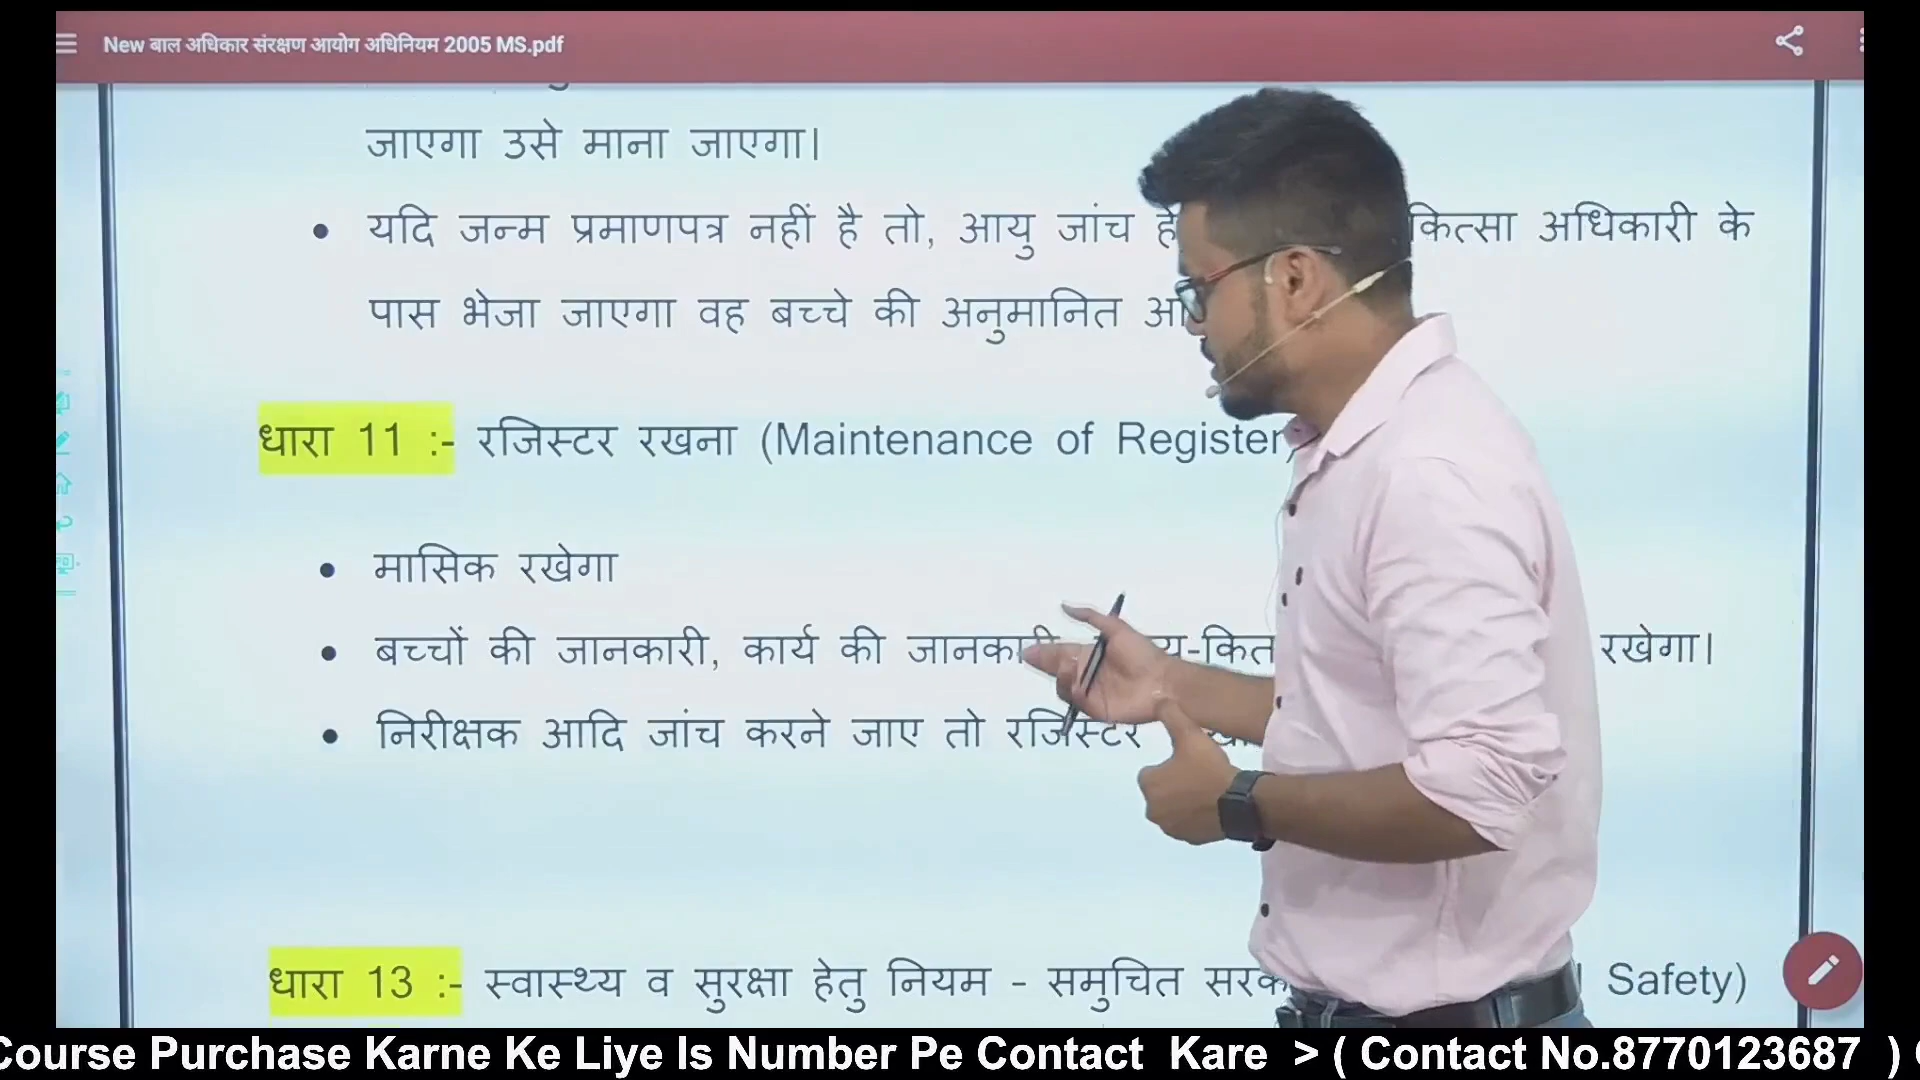 New बाल अधिकार संरक्षण आयोग अधिनियम 2005 MS.pdf
जाएगा उसे माना जाएगा।
• यदि जन्म प्रमाणपत्र नहीं है तो, आयु जांच अधिकारी के
पास भेजा जाएगा वह बच्चे की अनुमानित
धारा 11 :- रजिस्टर रखना (Maintenance of Register)
• मासिक रखेगा
• बच्चों की जानकारी, कार्य की जानकारी रखेगा।
• निरीक्षक आदि जांच करने जाए तो रजिस्टर
धारा 13 :- स्वास्थ्य व सुरक्षा हेतु नियम - समुचित Safety)
Course Purchase Karne Ke Liye Is Number Pe Contact Kare > ( Contact No.8770123687 )